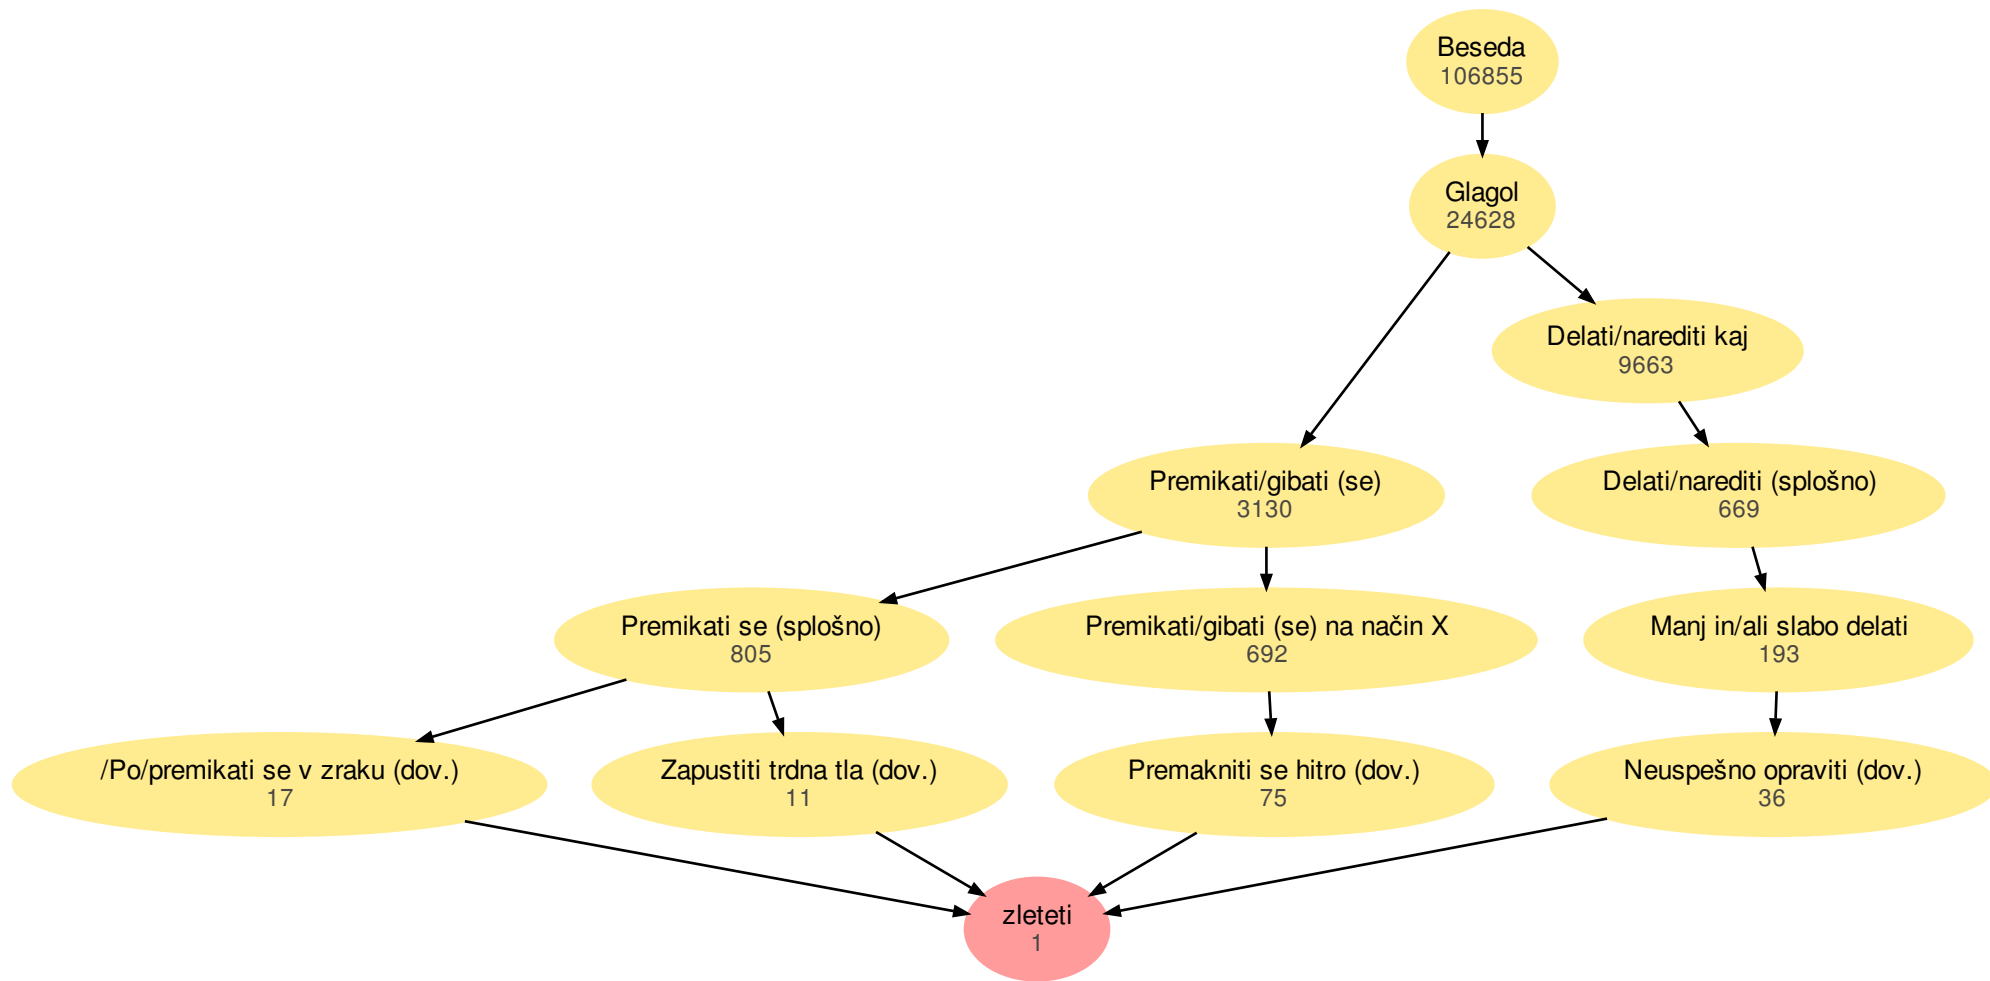 Beseda
106855
Glagol
24628
Delati/narediti kaj
9663
Premikati/gibati (se)
3130
Delati/narediti (splošno)
669
Premikati se (splošno)
805
Premikati/gibati (se) na način X
692
Manj in/ali slabo delati
193
/Po/premikati se v zraku (dov.)
17
Zapustiti trdna tla (dov.)
11
Premakniti se hitro (dov.)
75
Neuspešno opraviti (dov.)
36
zleteti
1